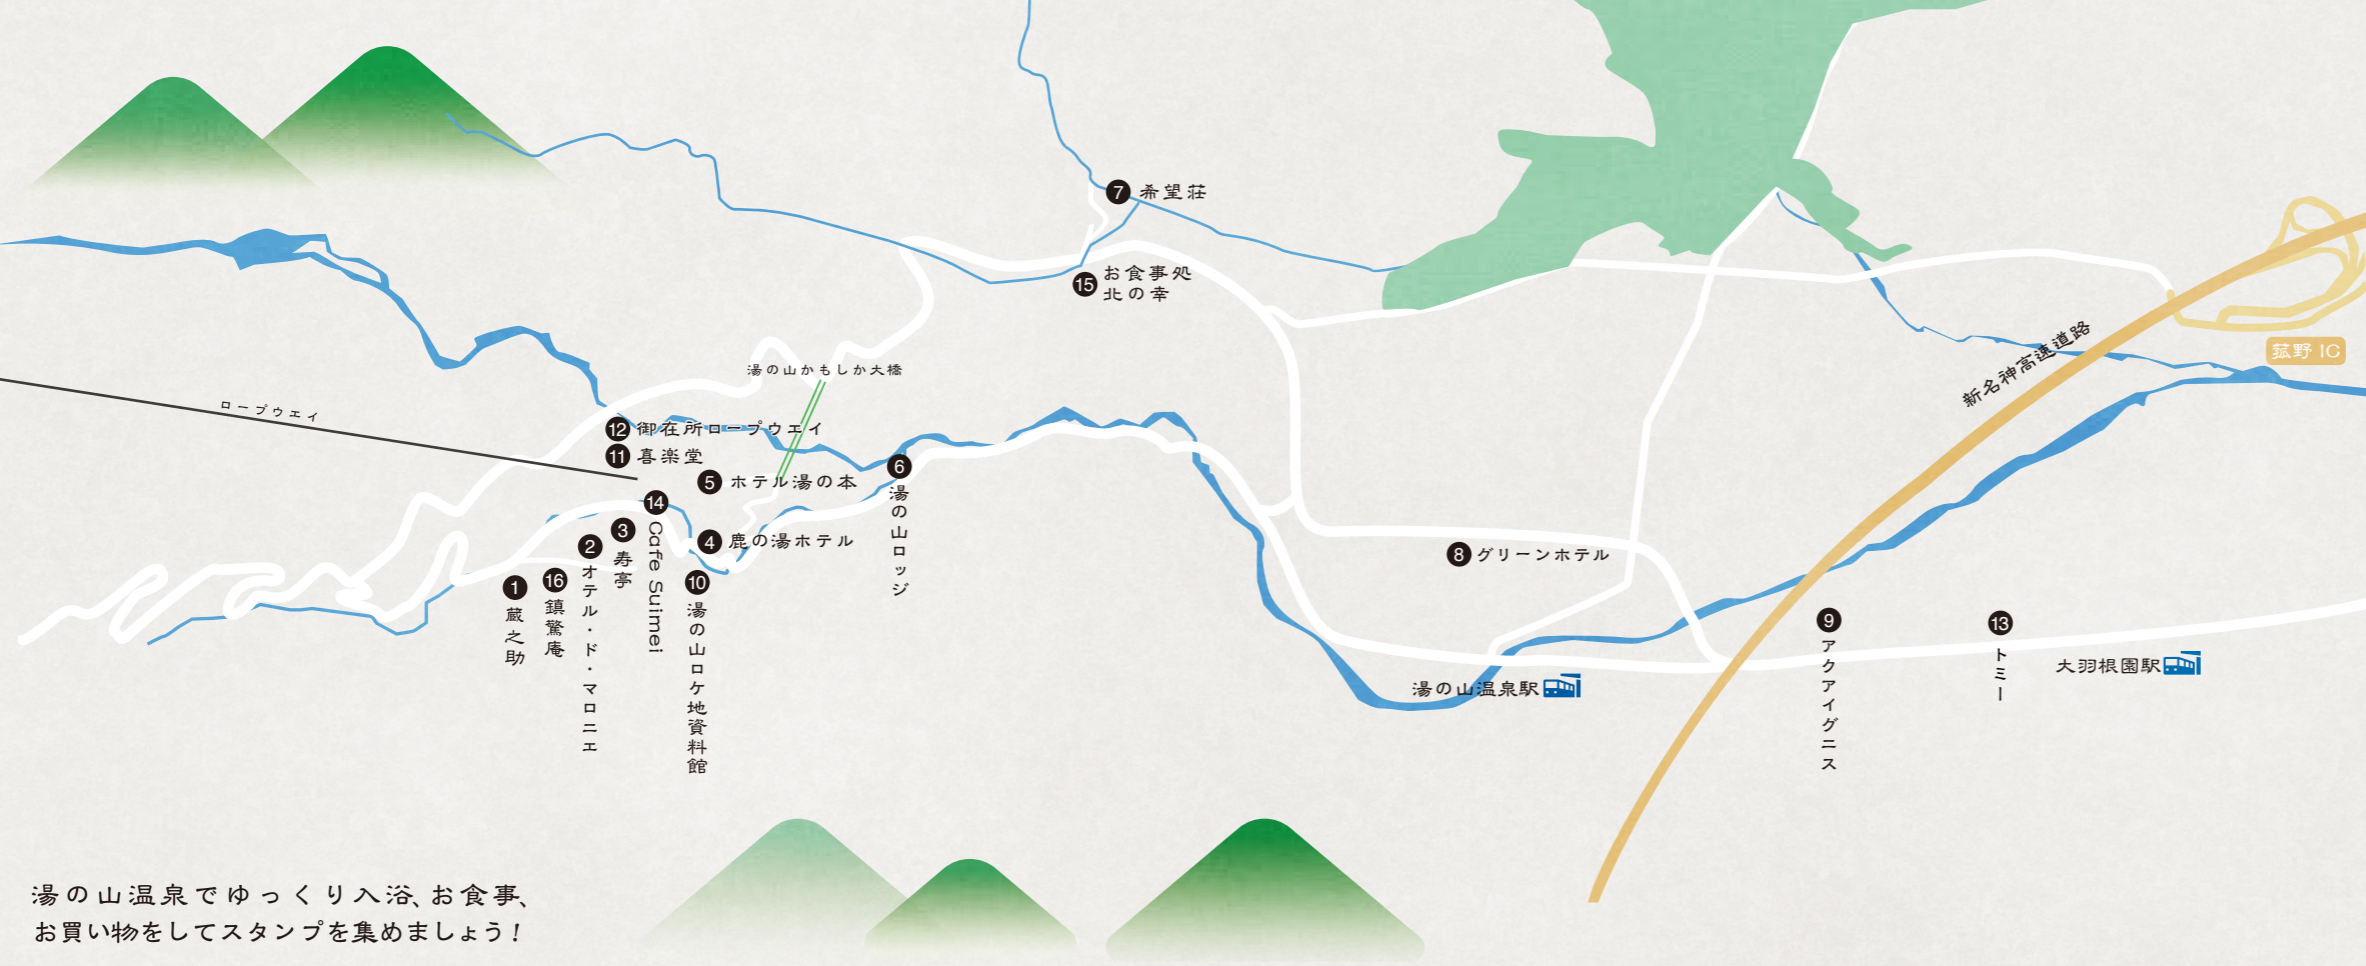 7 希望荘
15 お食事処
北の幸
新名神高速道路
菰野 IC
湯の山かもしか大橋
ロープウエイ
12 御在所ロープウエイ
11 喜楽堂
5 ホテル湯の本
6 湯の山ロッジ
14 Cafe Suimei
3 寿亭
4 鹿の湯ホテル
2 オテル・ド・マロニエ
8 グリーンホテル
16 鎮驚庵
10 湯の山ロケ地資料館
1 蔵之助
9 アクアイグニス
13 トミー
大羽根園駅
湯の山温泉駅
湯の山温泉でゆっくり入浴、お食事、
お買い物をしてスタンプを集めましょう！